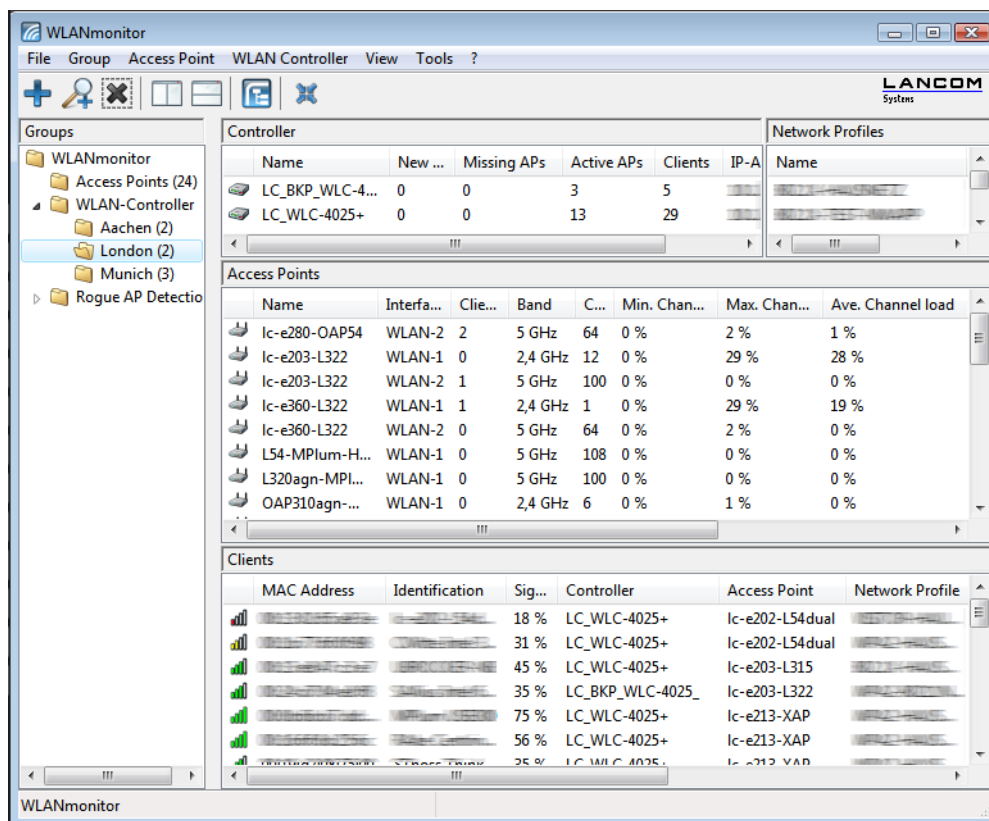 WLANmonitor
File Group Access Point WLAN Controller View Tools ?
LANCOM
Systems
Groups
WLANmonitor
Access Points (24)
WLAN-Controller
Aachen (2)
London (2)
Munich (3)
Rogue AP Detectio
Controller
Name New ... Missing APs Active APs Clients IP-A
LC_BKP_WLC-4... 0 0 3 5
LC_WLC-4025+ 0 0 13 29
Network Profiles
Name
Access Points
Name Interfa... Clie... Band C... Min. Chan... Max. Chan... Ave. Channel load
lc-e280-OAP54 WLAN-2 2 5 GHz 64 0 % 2 % 1 %
lc-e203-L322 WLAN-1 0 2,4 GHz 12 0 % 29 % 28 %
lc-e203-L322 WLAN-2 1 5 GHz 100 0 % 0 % 0 %
lc-e360-L322 WLAN-1 1 2,4 GHz 1 0 % 29 % 19 %
lc-e360-L322 WLAN-2 0 5 GHz 64 0 % 2 % 0 %
L54-MPlum-H... WLAN-1 0 5 GHz 108 0 % 0 % 0 %
L320agn-MPl... WLAN-1 0 5 GHz 100 0 % 0 % 0 %
OAP310agn-... WLAN-1 0 2,4 GHz 6 0 % 1 % 0 %
Clients
MAC Address Identification Sig... Controller Access Point Network Profile
18 % LC_WLC-4025+ lc-e202-L54dual
31 % LC_WLC-4025+ lc-e202-L54dual
45 % LC_WLC-4025+ lc-e203-L315
35 % LC_BKP_WLC-4025_ lc-e203-L322
75 % LC_WLC-4025+ lc-e213-XAP
56 % LC_WLC-4025+ lc-e213-XAP
25 % LC_WLC-4025+ lc-e213-XAP
WLANmonitor